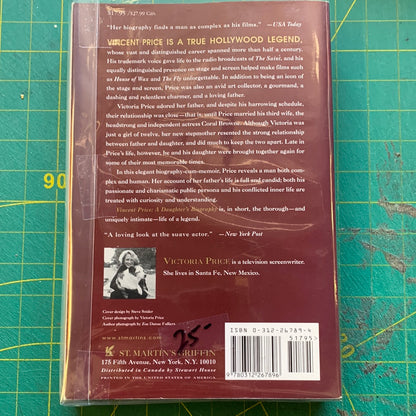 $17.95 / $27.99 Can.
"Her biography finds a man as complex as his films." —USA Today
VINCENT PRICE IS A TRUE HOLLYWOOD LEGEND,
whose vast and distinguished career spanned more than half a century.
His trademark voice gave life to the radio broadcasts of The Saint, and his
equally distinguished presence on stage and screen helped make films such
as House of Wax and The Fly unforgettable. In addition to being an icon of
the stage and screen, Price was also an avid art collector, a gourmand, a
dashing and relentless charmer, and a loving father.
Victoria Price adored her father, and despite his harrowing schedule,
their relationship was close—that is, until Price married his third wife, the
headstrong and independent actress Coral Browne. Although Victoria was
just a girl of twelve, her new stepmother resented the strong relationship
between father and daughter, and did much to keep the two apart. Late in
Price's life, however, he and his daughter were brought together again for
some of their most memorable times.
In this elegant biography-cum-memoir, Price reveals a man both com-
plex and human. Her account of her father's life is full and candid; both his
passionate and charismatic public persona and his conflicted inner life are
treated with curiosity and understanding.
Vincent Price: A Daughter's Biography is, in short, the thorough—and
uniquely intimate—life of a legend.
"A loving look at the suave actor." —New York Post
VICTORIA PRICE is a television screenwriter.
She lives in Santa Fe, New Mexico.
Cover design by Steve Snider
Cover photograph by Victoria Price
Author photograph by Zoe Dane Follers
www.stmartins.com
25-
ST. MARTIN'S GRIFFIN
175 Fifth Avenue, New York, N.Y. 10010
Distributed in Canada by Stewart House
PRINTED IN THE UNITED STATES OF AMERICA
ISBN 0-312-26789-4
51795>
9 780312 267896
90